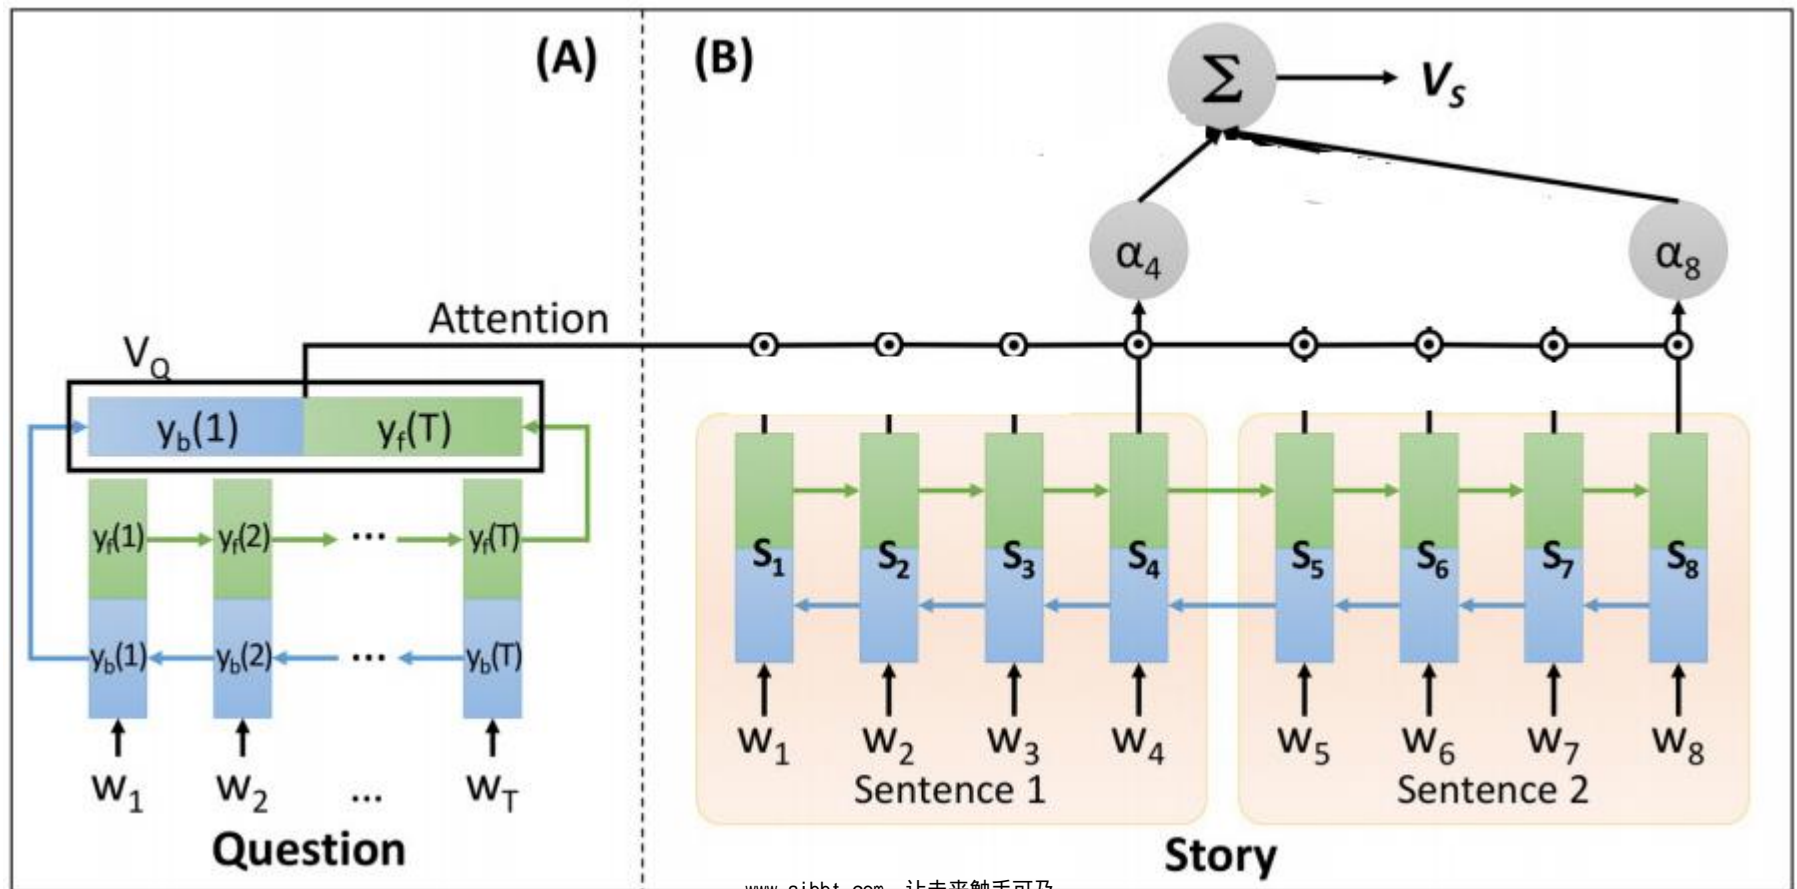 (A)
Attention
V_Q
y_b(1) y_f(T)
y_f(1) y_f(2) ... y_f(T)
y_b(1) y_b(2) ... y_b(T)
w_1 w_2 ... w_T
Question
(B)
Σ V_S
α_4 α_8
S_1 S_2 S_3 S_4 S_5 S_6 S_7 S_8
w_1 w_2 w_3 w_4 w_5 w_6 w_7 w_8
Sentence 1 Sentence 2
Story